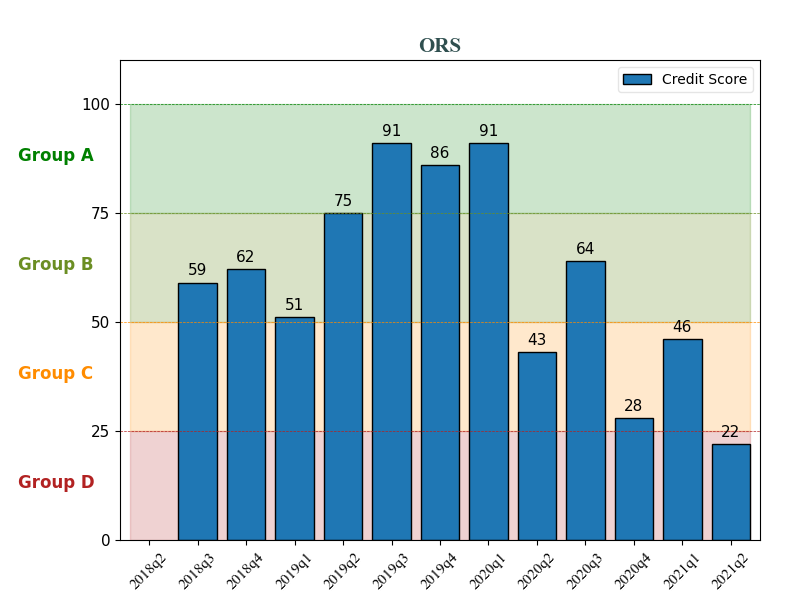 ORS
Credit Score
100
75
50
25
0
Group A
Group B
Group C
Group D
59
62
51
75
91
86
91
43
64
28
46
22
2018q2
2018q3
2018q4
2019q1
2019q2
2019q3
2019q4
2020q1
2020q2
2020q3
2020q4
2021q1
2021q2